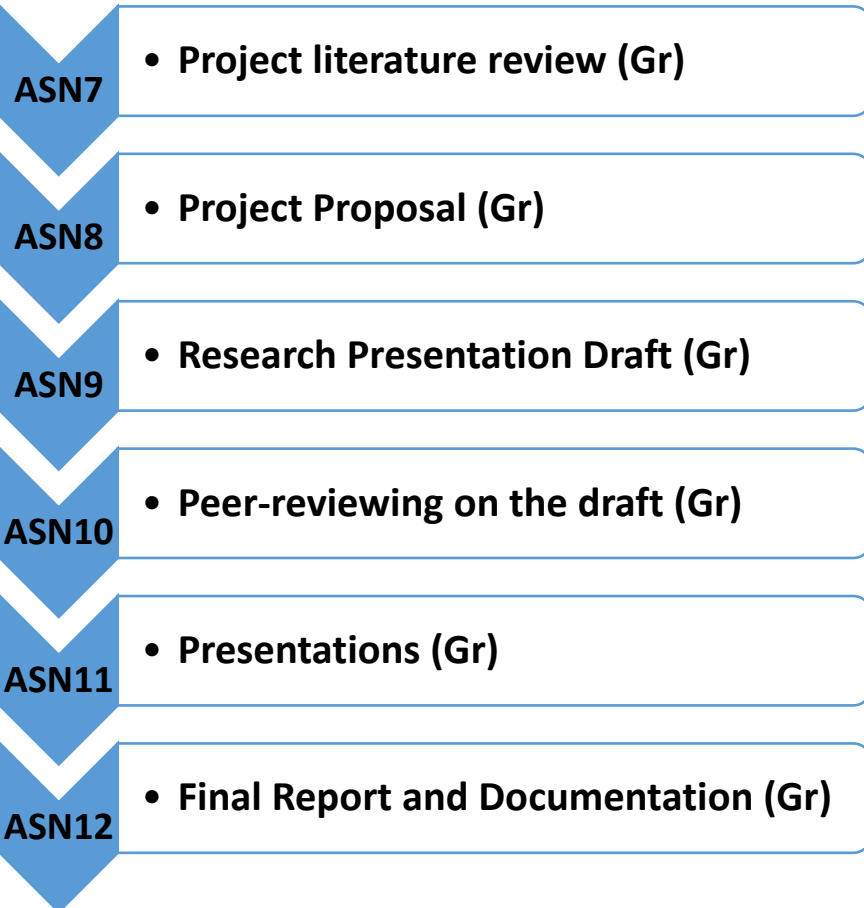 ASN7
• Project literature review (Gr)
ASN8
• Project Proposal (Gr)
ASN9
• Research Presentation Draft (Gr)
ASN10
• Peer-reviewing on the draft (Gr)
ASN11
• Presentations (Gr)
ASN12
• Final Report and Documentation (Gr)